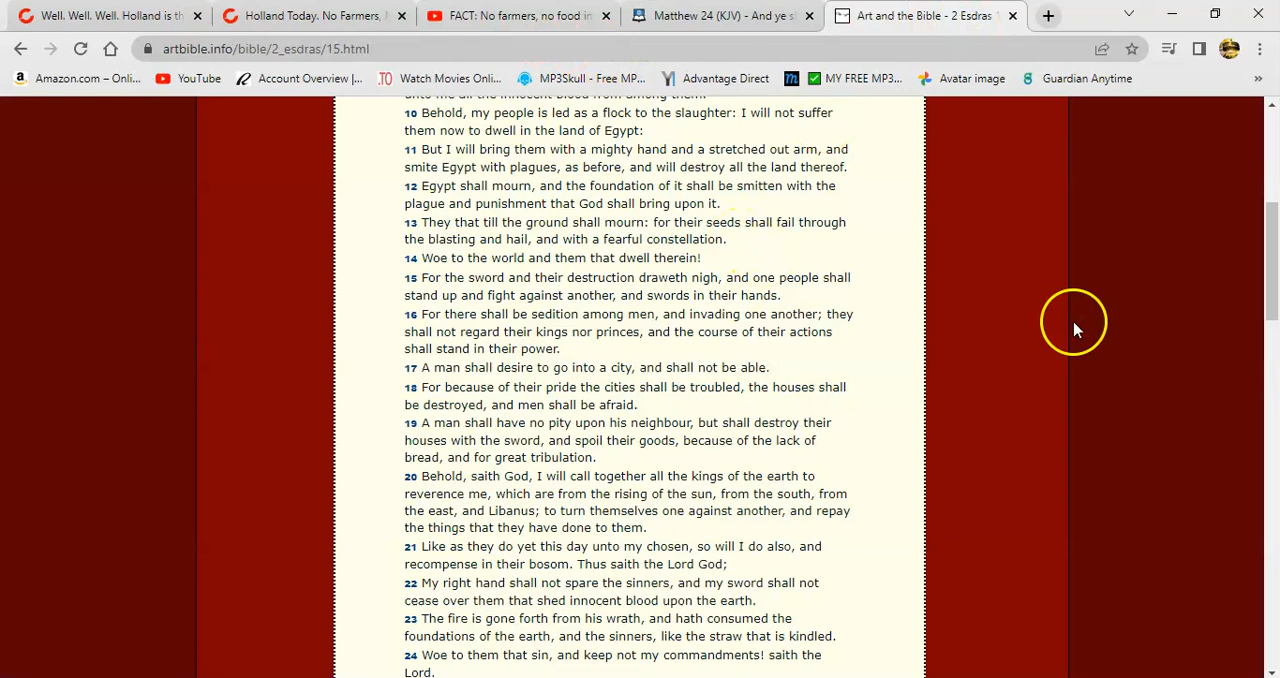 Well. Well. Well. Holland is th
Holland Today. No Farmers, 
FACT: No farmers, no food in
Matthew 24 (KJV) - And ye s
Art and the Bible - 2 Esdras 1
artbible.info/bible/2_esdras/15.html
Amazon.com – Onli...
YouTube
Account Overview |...
Watch Movies Onl...
MP3Skull - Free MP...
Advantage Direct
MY FREE MP3...
Avatar image
Guardian Anytime
»
unto me all the innocent blood from among them.
10 Behold, my people is led as a flock to the slaughter: I will not suffer
them now to dwell in the land of Egypt:
11 But I will bring them with a mighty hand and a stretched out arm, and
smite Egypt with plagues, as before, and will destroy all the land thereof.
12 Egypt shall mourn, and the foundation of it shall be smitten with the
plague and punishment that God shall bring upon it.
13 They that till the ground shall mourn: for their seeds shall fail through
the blasting and hail, and with a fearful constellation.
14 Woe to the world and them that dwell therein!
15 For the sword and their destruction draweth nigh, and one people shall
stand up and fight against another, and swords in their hands.
16 For there shall be sedition among men, and invading one another; they
shall not regard their kings nor princes, and the course of their actions
shall stand in their power.
17 A man shall desire to go into a city, and shall not be able.
18 For because of their pride the cities shall be troubled, the houses shall
be destroyed, and men shall be afraid.
19 A man shall have no pity upon his neighbour, but shall destroy their
houses with the sword, and spoil their goods, because of the lack of
bread, and for great tribulation.
20 Behold, saith God, I will call together all the kings of the earth to
reverence me, which are from the rising of the sun, from the south, from
the east, and Libanus; to turn themselves one against another, and repay
the things that they have done to them.
21 Like as they do yet this day unto my chosen, so will I do also, and
recompense in their bosom. Thus saith the Lord God;
22 My right hand shall not spare the sinners, and my sword shall not
cease over them that shed innocent blood upon the earth.
23 The fire is gone forth from his wrath, and hath consumed the
foundations of the earth, and the sinners, like the straw that is kindled.
24 Woe to them that sin, and keep not my commandments! saith the
Lord.